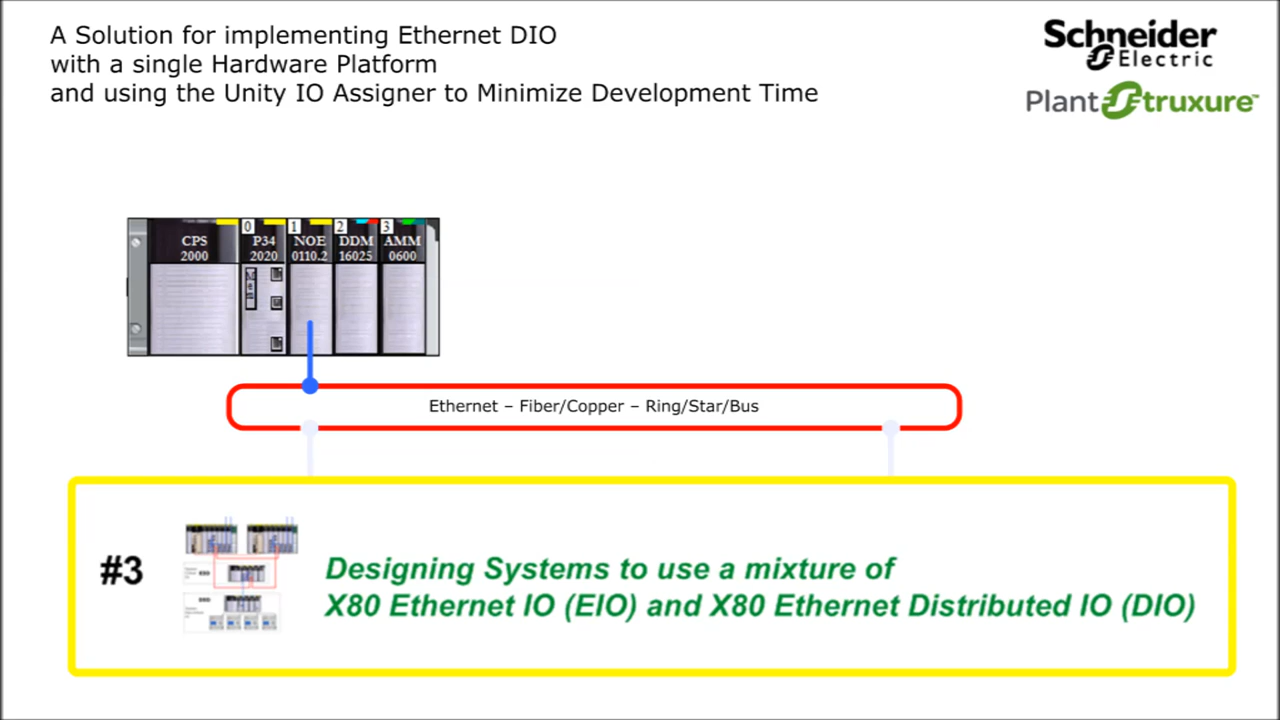 A Solution for implementing Ethernet DIO
with a single Hardware Platform
and using the Unity IO Assigner to Minimize Development Time
Schneider
Electric
PlantStruxure™
0 1 2 3
CPS P34 NOE DDM AMM
2000 2020 0110.2 16025 0600
Ethernet – Fiber/Copper – Ring/Star/Bus
#3
Designing Systems to use a mixture of
X80 Ethernet IO (EIO) and X80 Ethernet Distributed IO (DIO)